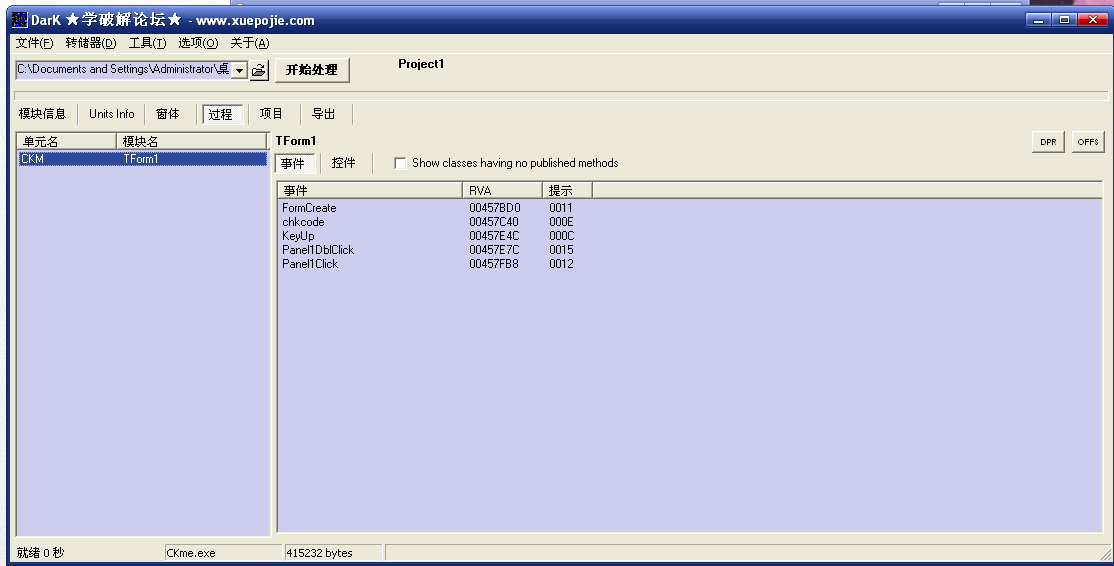 DarK ★学破解论坛★ - www.xuepojie.com
文件(F) 转储器(D) 工具(T) 选项(O) 关于(A)
C:\Documents and Settings\Administrator\桌 开始处理 Project1
模块信息 Units Info 窗体 过程 项目 导出
单元名 模块名
CKM TForm1
TForm1 DPR OFFS
事件 控件 Show classes having no published methods
事件 RVA 提示
FormCreate 00457BD0 0011
chkcode 00457C40 000E
KeyUp 00457E4C 000C
Panel1DblClick 00457E7C 0015
Panel1Click 00457FB8 0012
就绪 0 秒 CKme.exe 415232 bytes